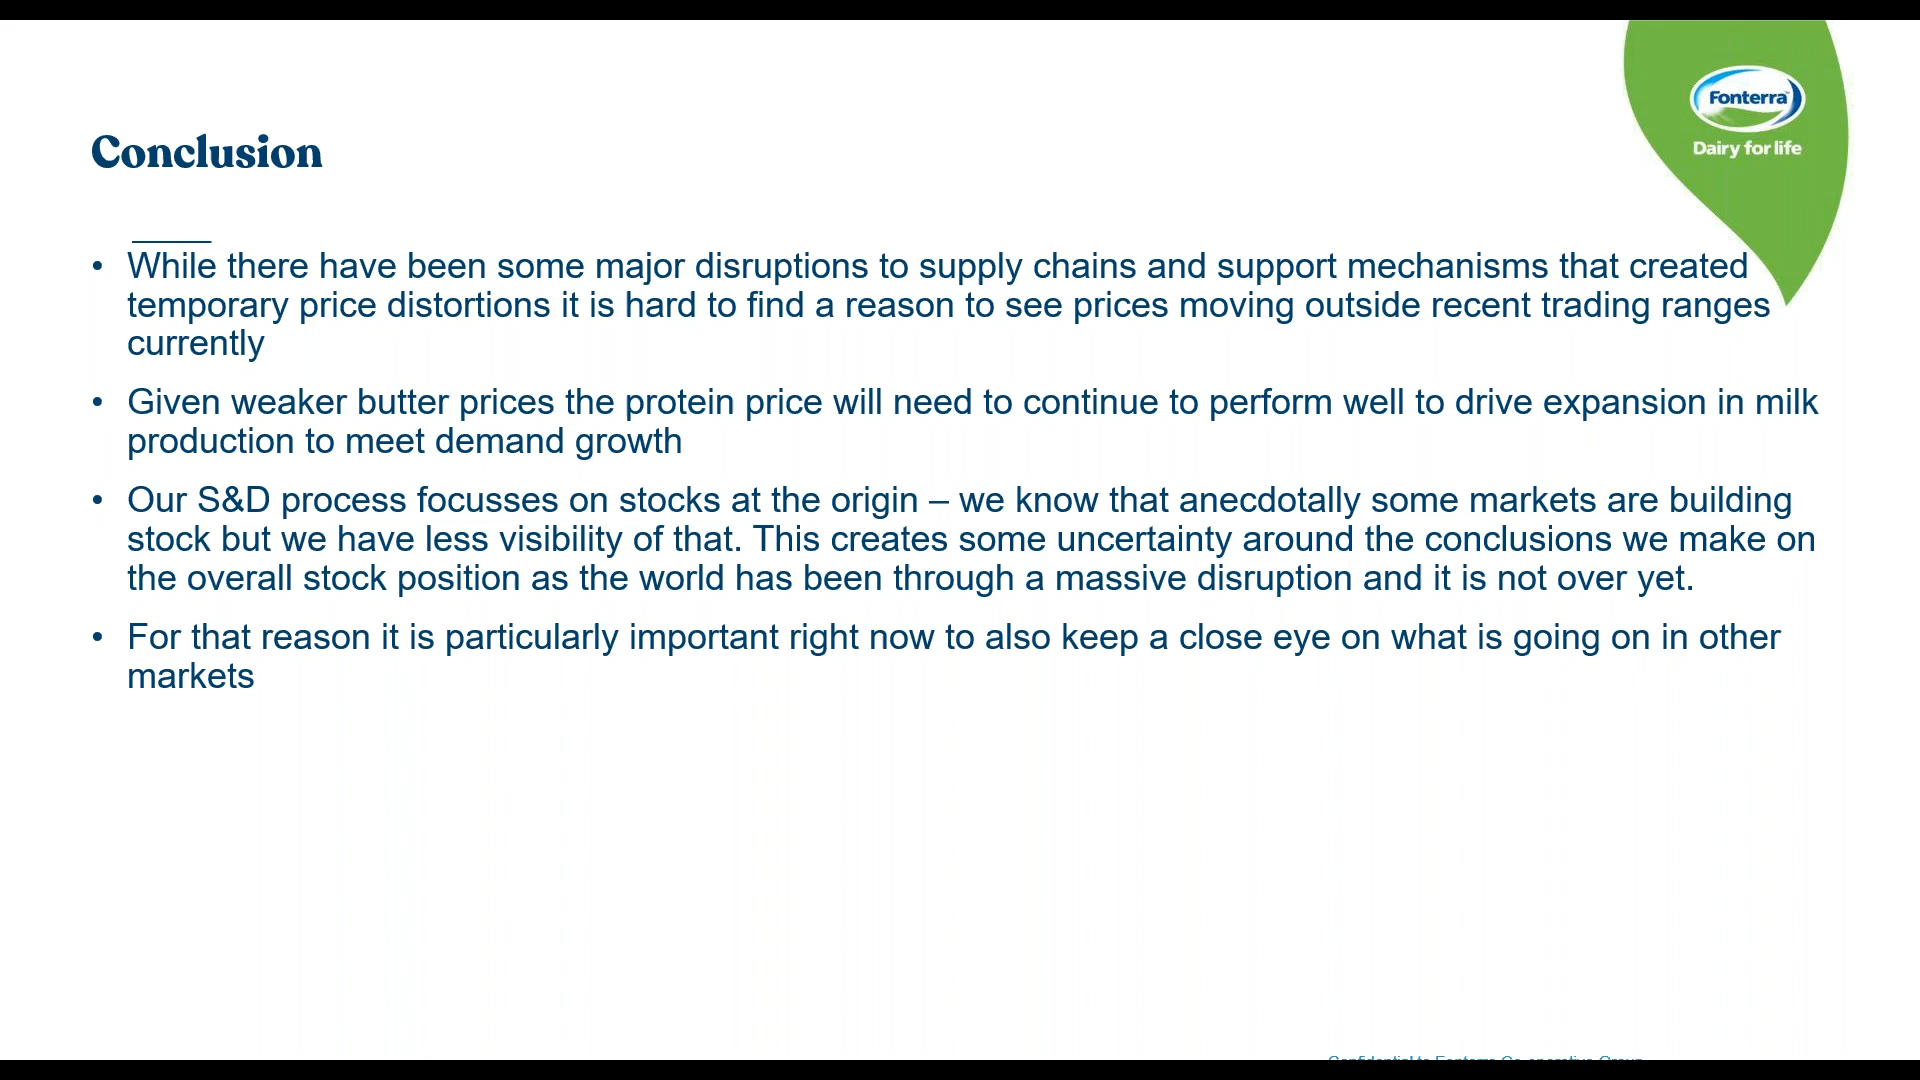 Fonterra
Dairy for life
Conclusion
• While there have been some major disruptions to supply chains and support mechanisms that created
temporary price distortions it is hard to find a reason to see prices moving outside recent trading ranges
currently
• Given weaker butter prices the protein price will need to continue to perform well to drive expansion in milk
production to meet demand growth
• Our S&D process focusses on stocks at the origin – we know that anecdotally some markets are building
stock but we have less visibility of that. This creates some uncertainty around the conclusions we make on
the overall stock position as the world has been through a massive disruption and it is not over yet.
• For that reason it is particularly important right now to also keep a close eye on what is going on in other
markets
Confidential to Fonterra Co-operative Group